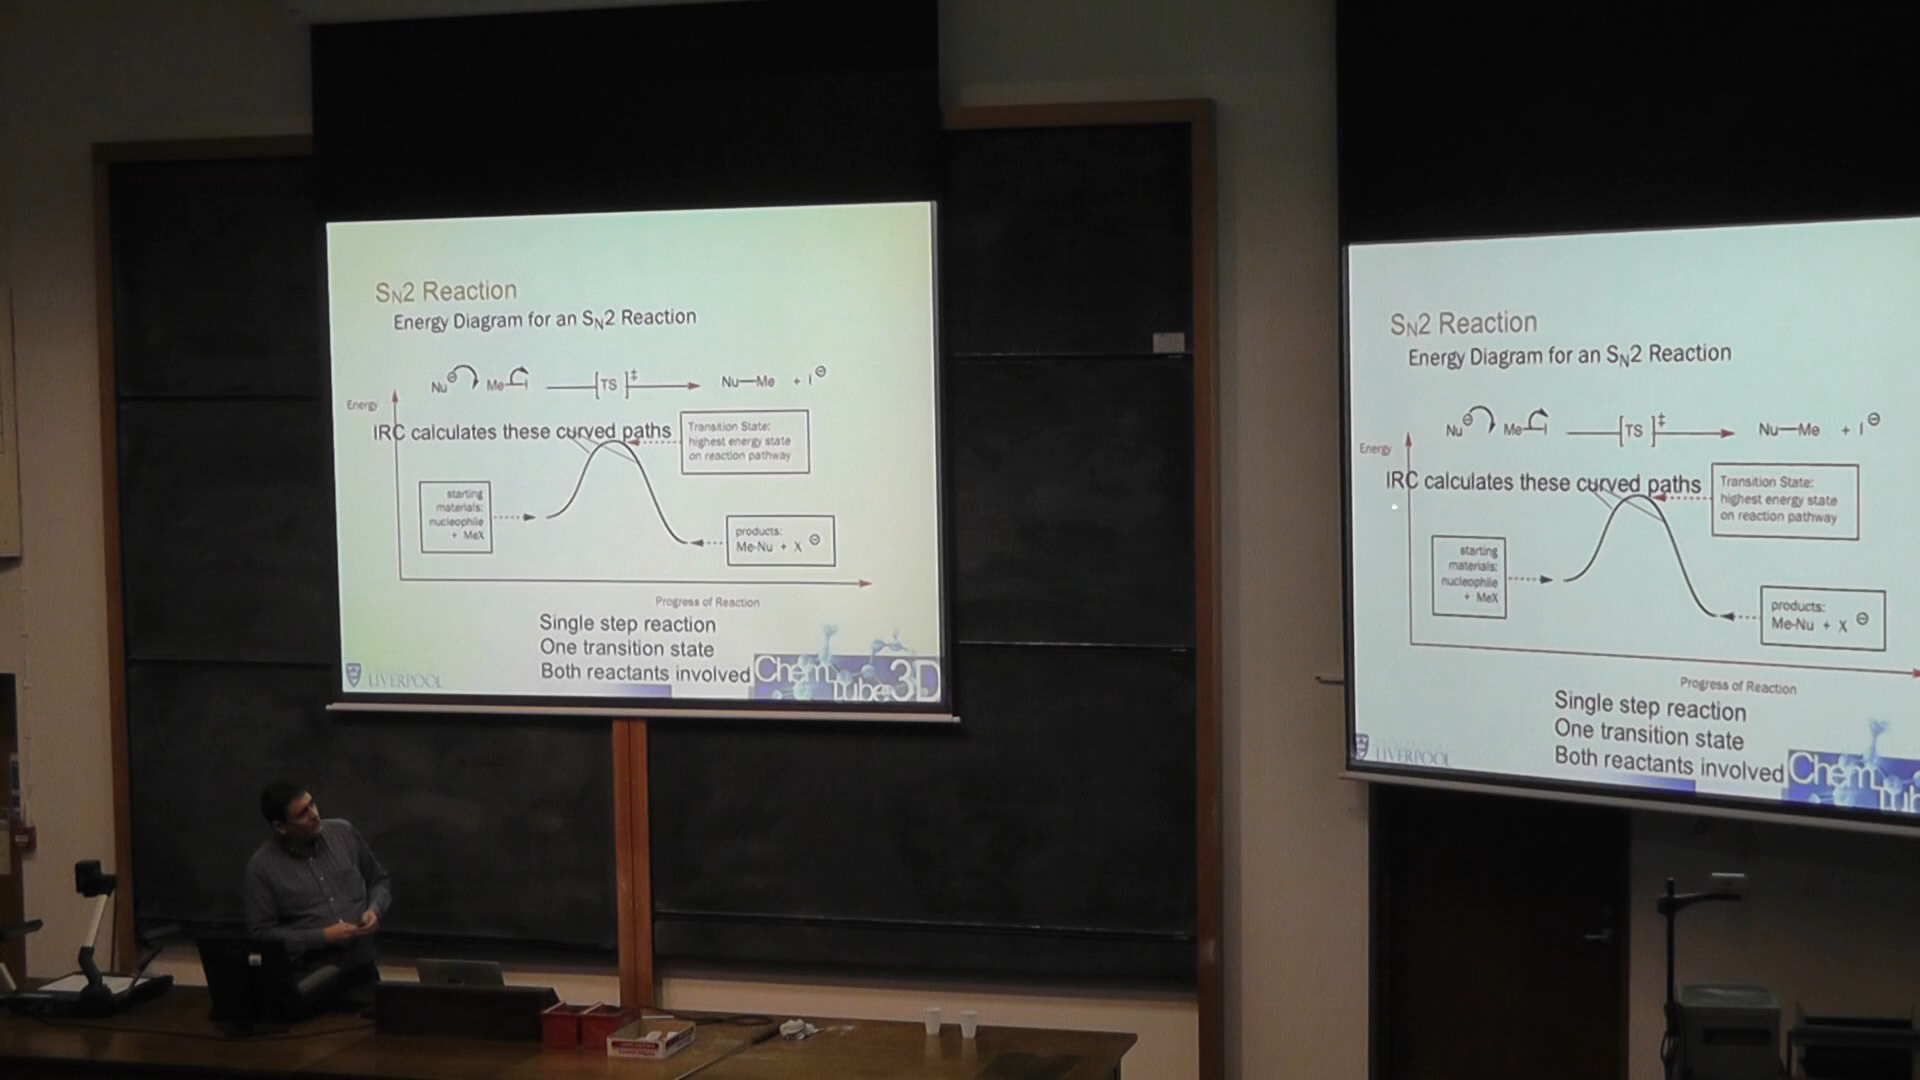 SN2 Reaction
Energy Diagram for an SN2 Reaction
Nu⊖ Me—I [TS]‡ Nu—Me + I⊖
Energy
IRC calculates these curved paths
Transition State:
highest energy state
on reaction pathway
starting
materials:
nucleophile
+ MeX
products:
Me-Nu + X⊖
Progress of Reaction
Single step reaction
One transition state
Both reactants involved
LIVERPOOL
ChemTube3D
SN2 Reaction
Energy Diagram for an SN2 Reaction
Nu⊖ Me—I [TS]‡ Nu—Me + I⊖
Energy
IRC calculates these curved paths
Transition State:
highest energy state
on reaction pathway
starting
materials:
nucleophile
+ MeX
products:
Me-Nu + X⊖
Progress of Reaction
Single step reaction
One transition state
Both reactants involved
LIVERPOOL
Chem
Tub